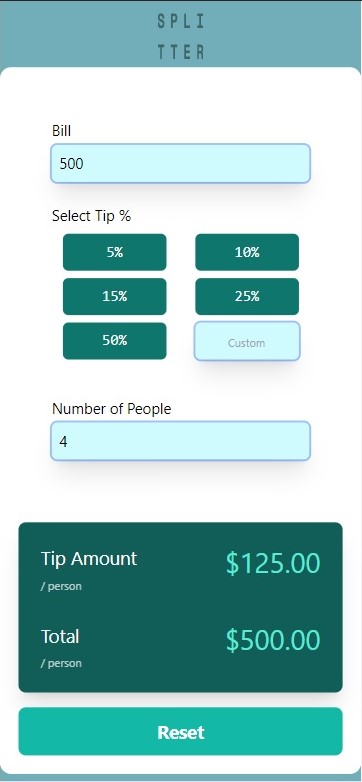 SPLI
TTER
Bill
500
Select Tip %
5% 10%
15% 25%
50% Custom
Number of People
4
Tip Amount $125.00
/ person
Total $500.00
/ person
Reset